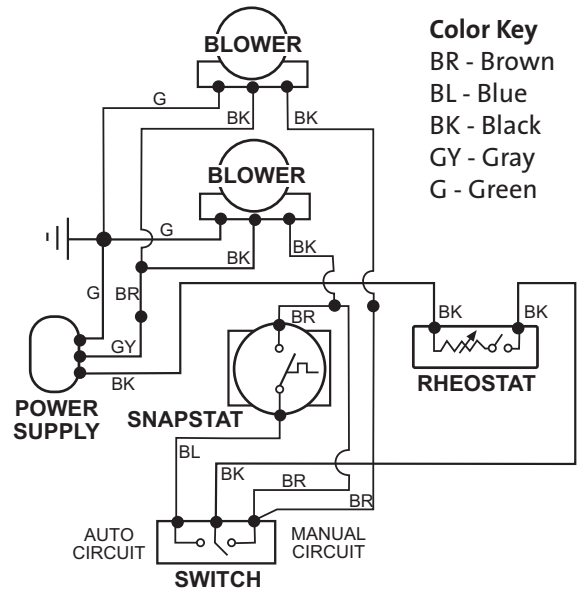 BLOWER
Color Key
BR - Brown
BL - Blue
BK - Black
GY - Gray
G - Green
G
BK
BK
BLOWER
G
BK
BK
G
BR
GY
BK
POWER
SUPPLY
BR
SNAPSTAT
BK
BK
RHEOSTAT
BL
BK
BR
BR
AUTO
CIRCUIT
MANUAL
CIRCUIT
SWITCH